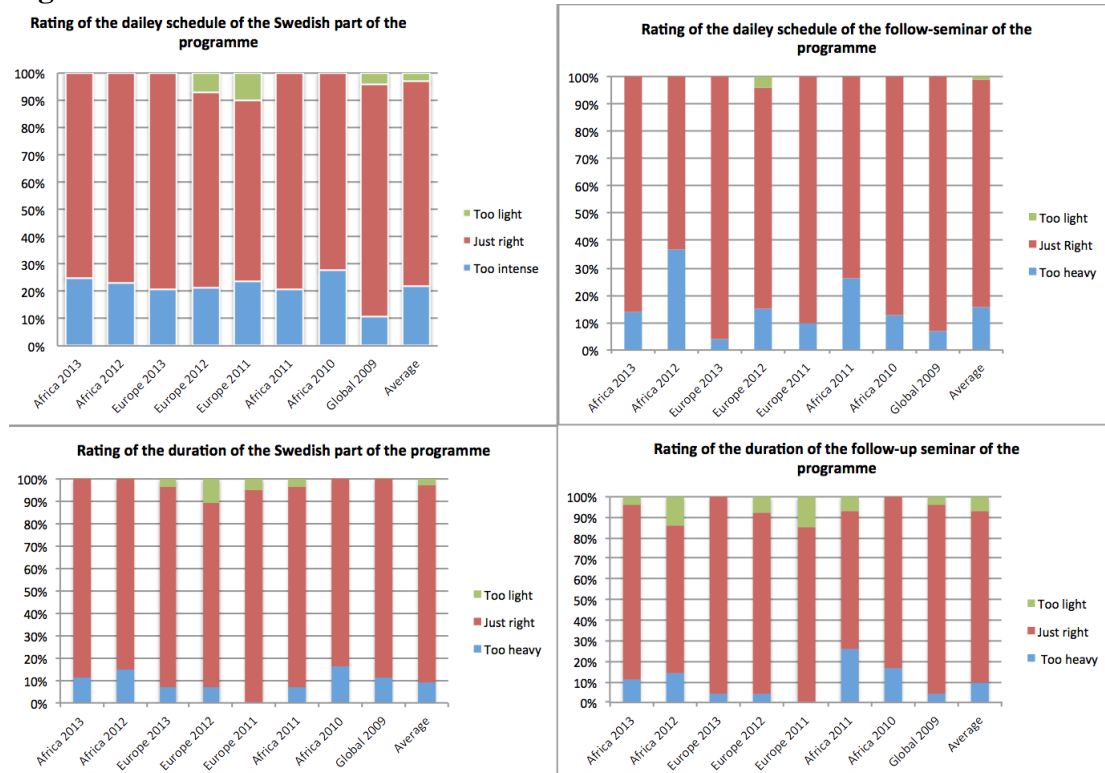 Rating of the dailey schedule of the Swedish part of the
programme
100%
90%
80%
70%
60%
50%
40%
30%
20%
10%
0%
Too light
Just right
Too intense
Africa 2013
Africa 2012
Europe 2013
Europe 2012
Europe 2011
Africa 2011
Africa 2010
Global 2009
Average
Rating of the dailey schedule of the follow-seminar of the
programme
100%
90%
80%
70%
60%
50%
40%
30%
20%
10%
0%
Too light
Just Right
Too heavy
Africa 2013
Africa 2012
Europe 2013
Europe 2012
Europe 2011
Africa 2011
Africa 2010
Global 2009
Average
Rating of the duration of the Swedish part of the programme
100%
90%
80%
70%
60%
50%
40%
30%
20%
10%
0%
Too light
Just right
Too heavy
Africa 2013
Africa 2012
Europe 2013
Europe 2012
Europe 2011
Africa 2011
Africa 2010
Global 2009
Average
Rating of the duration of the follow-up seminar of the
programme
100%
90%
80%
70%
60%
50%
40%
30%
20%
10%
0%
Too light
Just right
Too heavy
Africa 2013
Africa 2012
Europe 2013
Europe 2012
Europe 2011
Africa 2011
Africa 2010
Global 2009
Average